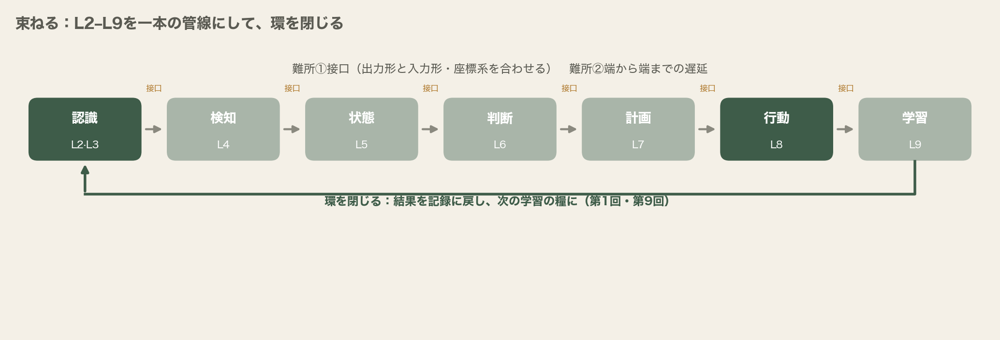 束ねる：L2–L9を一本の管線にして、環を閉じる
難所①接口（出力形と入力形・座標系を合わせる）　難所②端から端までの遅延
接口 接口 接口 接口 接口 接口
認識 検知 状態 判断 計画 行動 学習
L2·L3 L4 L5 L6 L7 L8 L9
環を閉じる：結果を記録に戻し、次の学習の糧に（第1回・第9回）